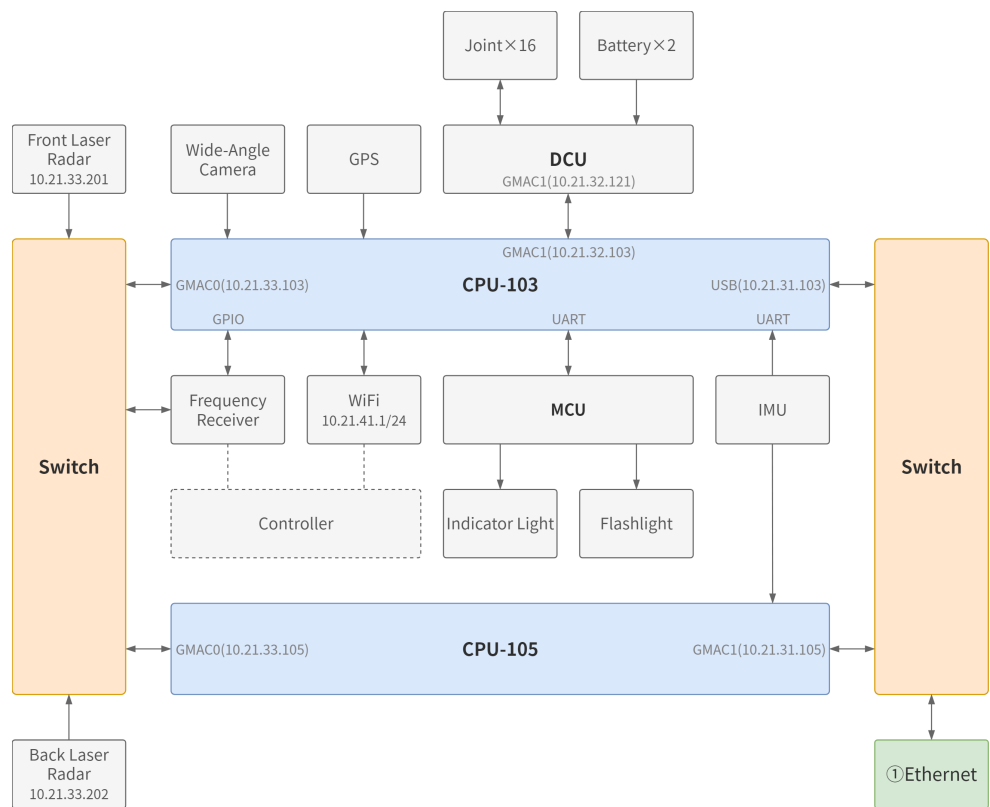 Joint×16
Battery×2
Front Laser
Radar
10.21.33.201
Wide-Angle
Camera
GPS
DCU
GMAC1(10.21.32.121)
GMAC1(10.21.32.103)
GMAC0(10.21.33.103)
CPU-103
USB(10.21.31.103)
GPIO
UART
UART
Frequency
Receiver
WiFi
10.21.41.1/24
MCU
IMU
Switch
Switch
Controller
Indicator Light
Flashlight
GMAC0(10.21.33.105)
CPU-105
GMAC1(10.21.31.105)
Back Laser
Radar
10.21.33.202
①Ethernet